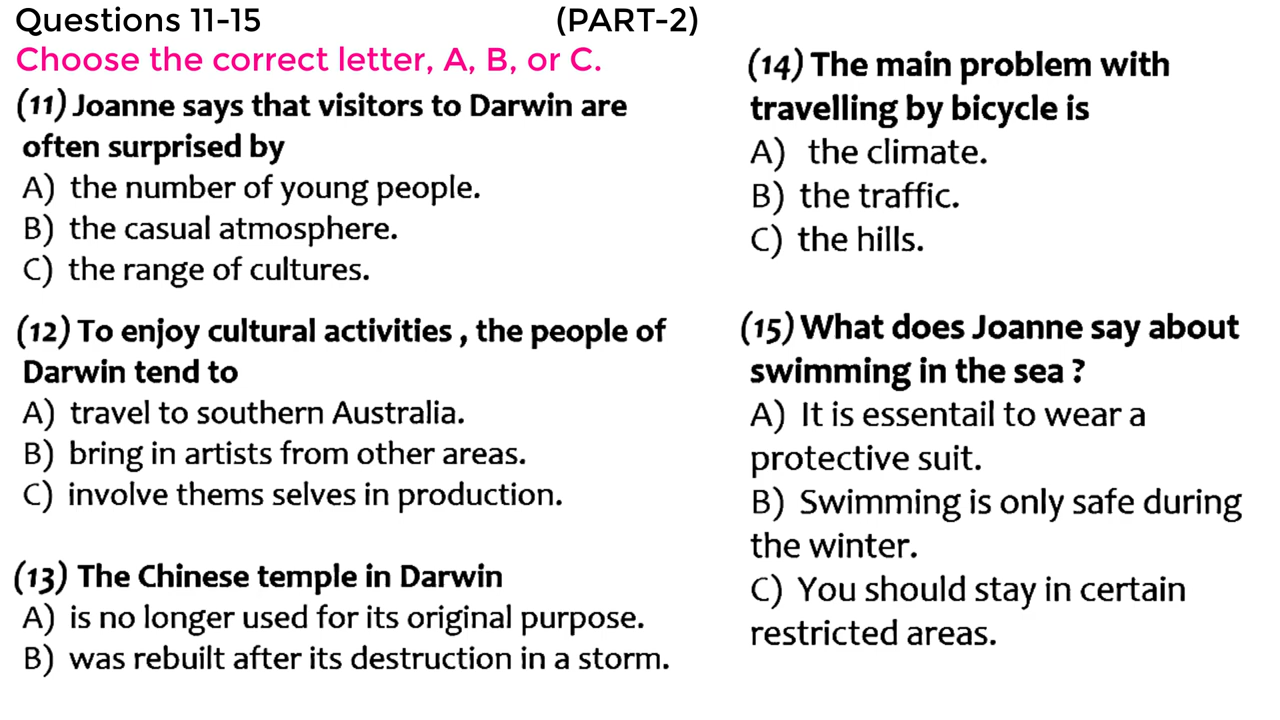 Questions 11-15 (PART-2)
Choose the correct letter, A, B, or C.
(11) Joanne says that visitors to Darwin are
often surprised by
A) the number of young people.
B) the casual atmosphere.
C) the range of cultures.
(12) To enjoy cultural activities , the people of
Darwin tend to
A) travel to southern Australia.
B) bring in artists from other areas.
C) involve thems selves in production.
(13) The Chinese temple in Darwin
A) is no longer used for its original purpose.
B) was rebuilt after its destruction in a storm.
(14) The main problem with
travelling by bicycle is
A) the climate.
B) the traffic.
C) the hills.
(15) What does Joanne say about
swimming in the sea ?
A) It is essentail to wear a
protective suit.
B) Swimming is only safe during
the winter.
C) You should stay in certain
restricted areas.